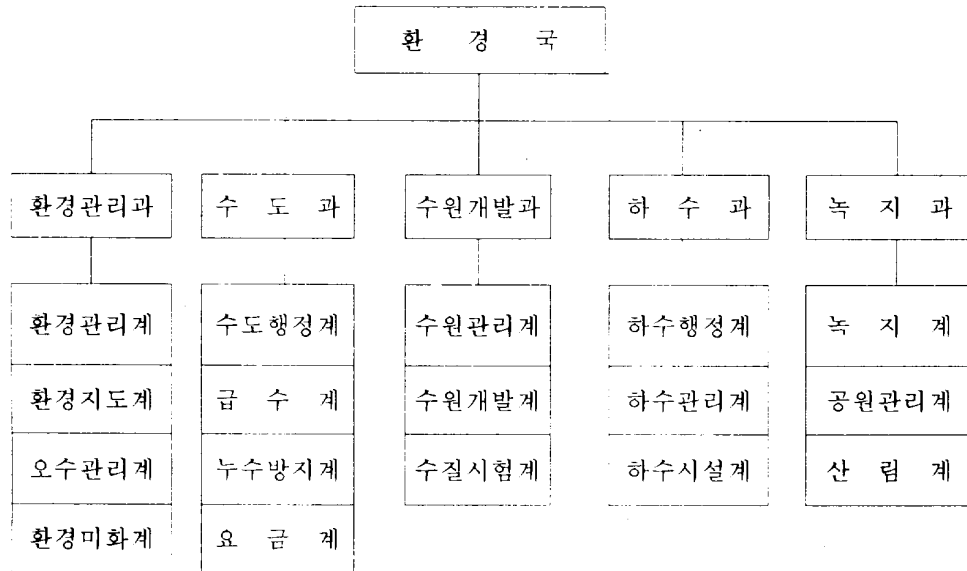 환 경 국
환경관리과 수 도 과 수원개발과 하 수 과 녹 지 과
환경관리계 수도행정계 수원관리계 하수행정계 녹 지 계
환경지도계 급 수 계 수원개발계 하수관리계 공원관리계
오수관리계 누수방지계 수질시험계 하수시설계 산 림 계
환경미화계 요 금 계